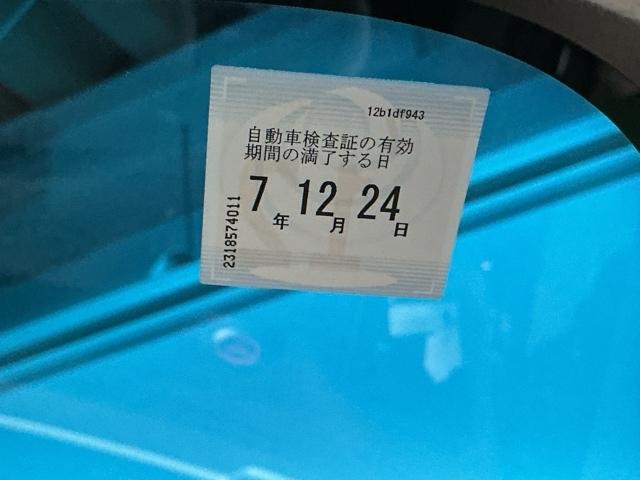 12b1df943
自動車検査証の有効
期間の満了する日
7年12月24日
2318574011